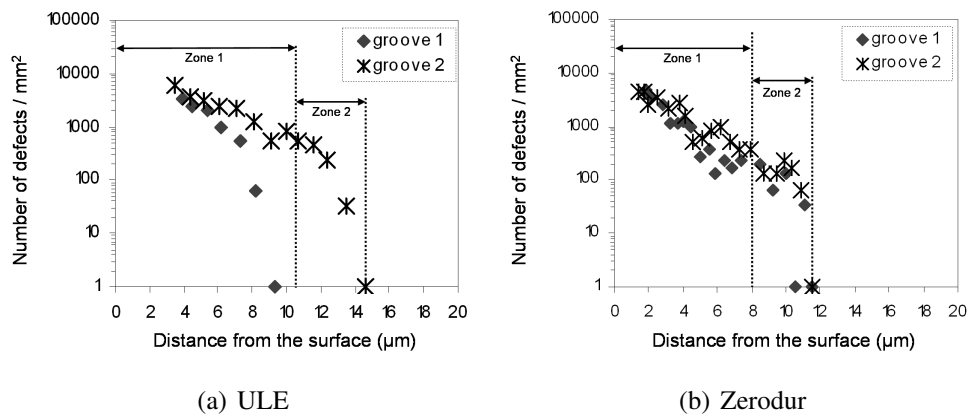 100000
10000
1000
100
10
1
Number of defects / mm²
Zone 1
Zone 2
groove 1
groove 2
0 2 4 6 8 10 12 14 16 18 20
Distance from the surface (µm)
(a) ULE
100000
10000
1000
100
10
1
Number of defects / mm²
Zone 1
Zone 2
groove 1
groove 2
0 2 4 6 8 10 12 14 16 18 20
Distance from the surface (µm)
(b) Zerodur